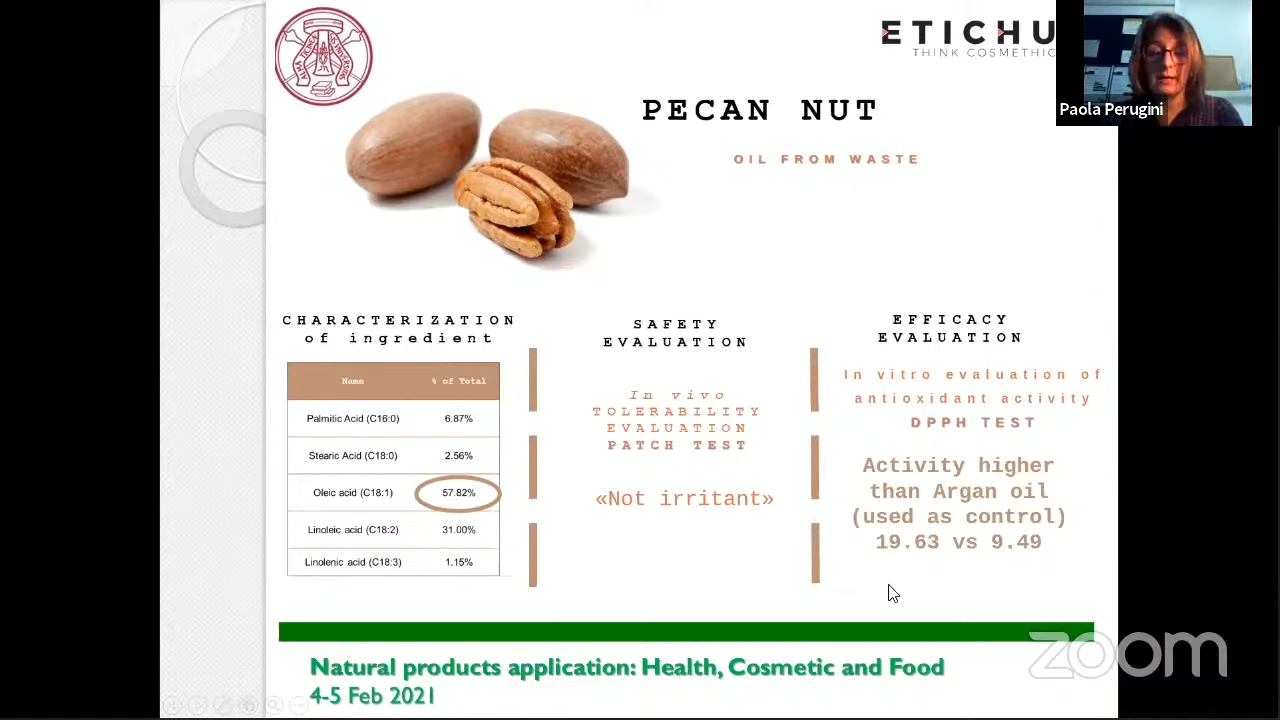 ETICHU
THINK COSMETHIC
Paola Perugini
PECAN NUT
OIL FROM WASTE
CHARACTERIZATION
of ingredient
Name % of Total
Palmitic Acid (C16:0) 6.87%
Stearic Acid (C18:0) 2.56%
Oleic acid (C18:1) 57.82%
Linoleic acid (C18:2) 31.00%
Linolenic acid (C18:3) 1.15%
SAFETY
EVALUATION
In vivo
TOLERABILITY
EVALUATION
PATCH TEST
«Not irritant»
EFFICACY
EVALUATION
In vitro evaluation of
antioxidant activity
DPPH TEST
Activity higher
than Argan oil
(used as control)
19.63 vs 9.49
Natural products application: Health, Cosmetic and Food
4-5 Feb 2021
zoom